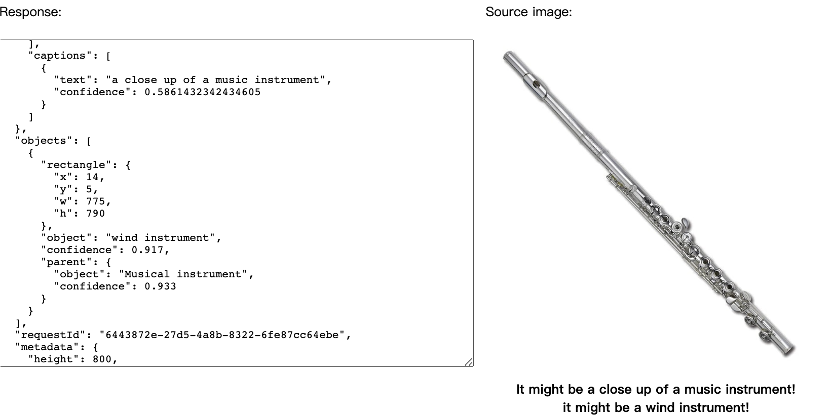 Response:
Source image:
],
"captions": [
{
"text": "a close up of a music instrument",
"confidence": 0.5861432342434605
}
]
},
"objects": [
{
"rectangle": {
"x": 14,
"y": 5,
"w": 775,
"h": 790
},
"object": "wind instrument",
"confidence": 0.917,
"parent": {
"object": "Musical instrument",
"confidence": 0.933
}
}
],
"requestId": "6443872e-27d5-4a8b-8322-6fe87cc64ebe",
"metadata": {
"height": 800,
It might be a close up of a music instrument!
it might be a wind instrument!